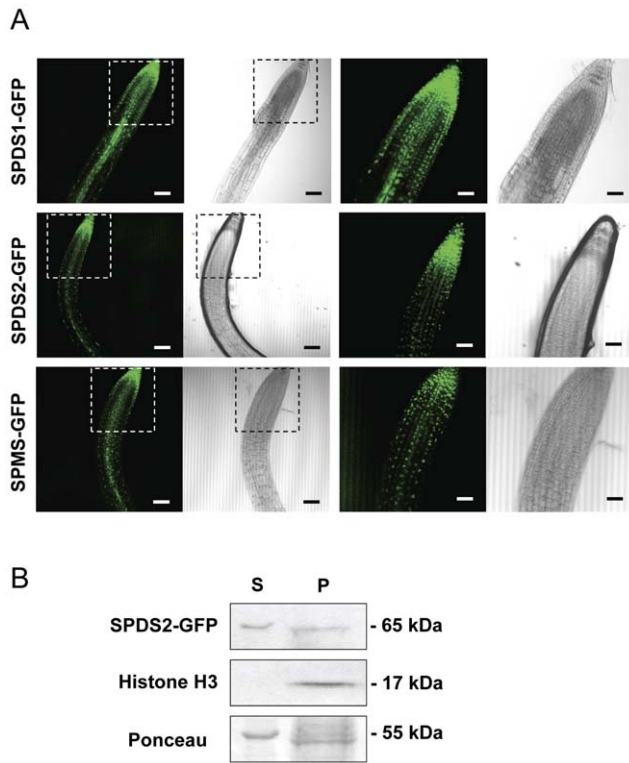 A
SPDS1-GFP
SPDS2-GFP
SPMS-GFP
B
S P
SPDS2-GFP - 65 kDa
Histone H3 - 17 kDa
Ponceau - 55 kDa